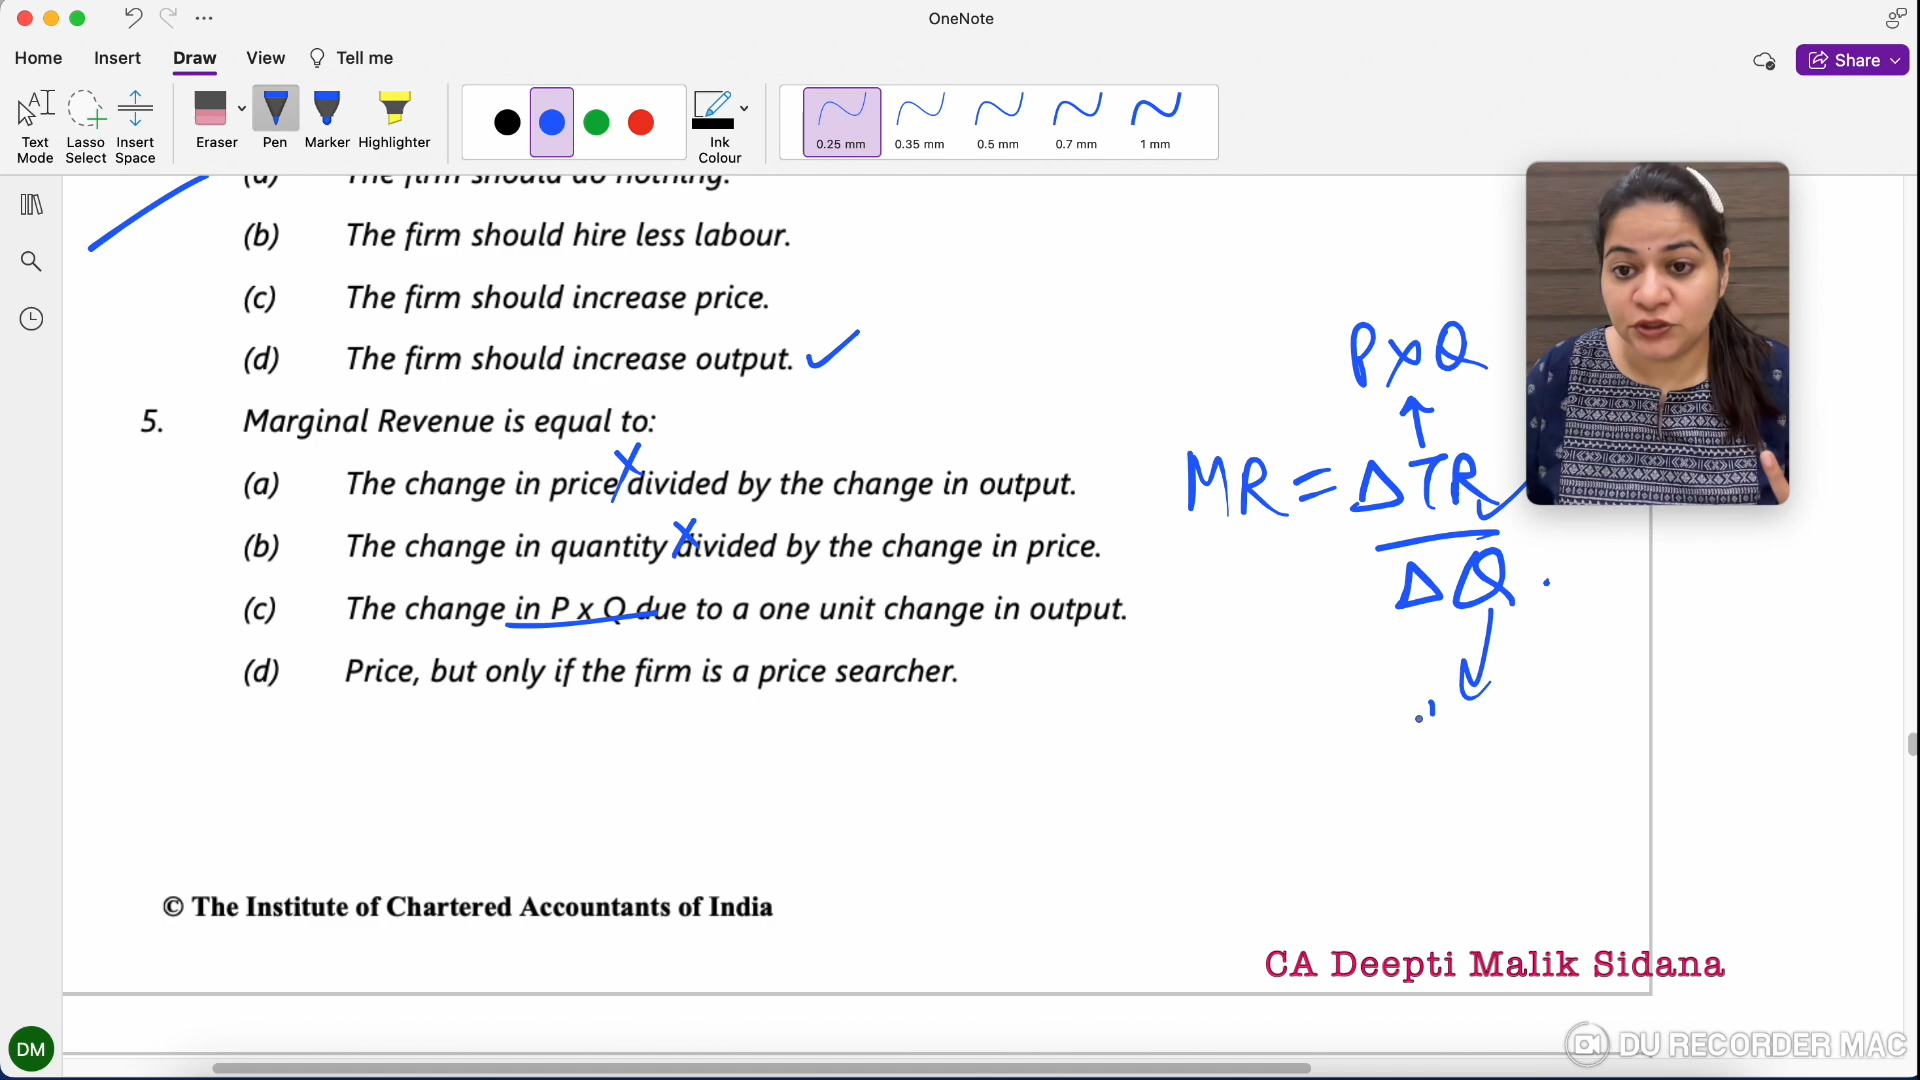 OneNote
Home Insert Draw View Tell me
Share
Text Mode
Lasso Select
Insert Space
Eraser
Pen
Marker
Highlighter
Ink Colour
0.25 mm
0.35 mm
0.5 mm
0.7 mm
1 mm
The firm should do nothing.
(b) The firm should hire less labour.
(c) The firm should increase price.
(d) The firm should increase output.
5. Marginal Revenue is equal to:
(a) The change in price divided by the change in output.
(b) The change in quantity divided by the change in price.
(c) The change in P x Q due to a one unit change in output.
(d) Price, but only if the firm is a price searcher.
P x Q
MR = ΔTR
ΔQ
© The Institute of Chartered Accountants of India
CA Deepti Malik Sidana
DM
DU RECORDER MAC